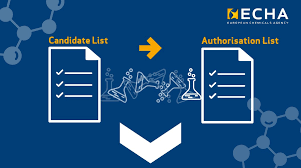 ECHA
EUROPEAN CHEMICALS AGENCY
Candidate List
Authorisation List